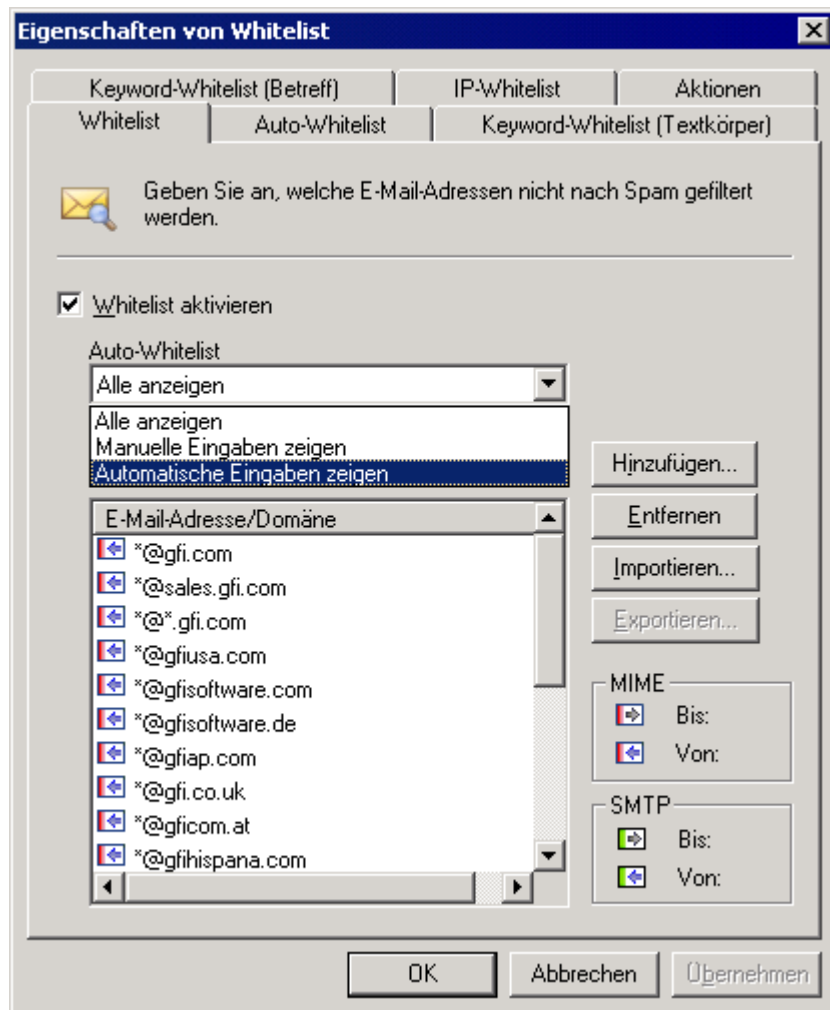 Eigenschaften von Whitelist
Keyword-Whitelist (Betreff)
IP-Whitelist
Aktionen
Whitelist
Auto-Whitelist
Keyword-Whitelist (Textkörper)
Geben Sie an, welche E-Mail-Adressen nicht nach Spam gefiltert
werden.
Whitelist aktivieren
Auto-Whitelist
Alle anzeigen
Alle anzeigen
Manuelle Eingaben zeigen
Automatische Eingaben zeigen
E-Mail-Adresse/Domäne
*@gfi.com
*@sales.gfi.com
*@*.gfi.com
*@gfiusa.com
*@gfisoftware.com
*@gfisoftware.de
*@gfiap.com
*@gfi.co.uk
*@gficom.at
*@gfihispana.com
Hinzufügen...
Entfernen
Importieren...
Exportieren...
MIME
Bis:
Von:
SMTP
Bis:
Von:
OK
Abbrechen
Übernehmen